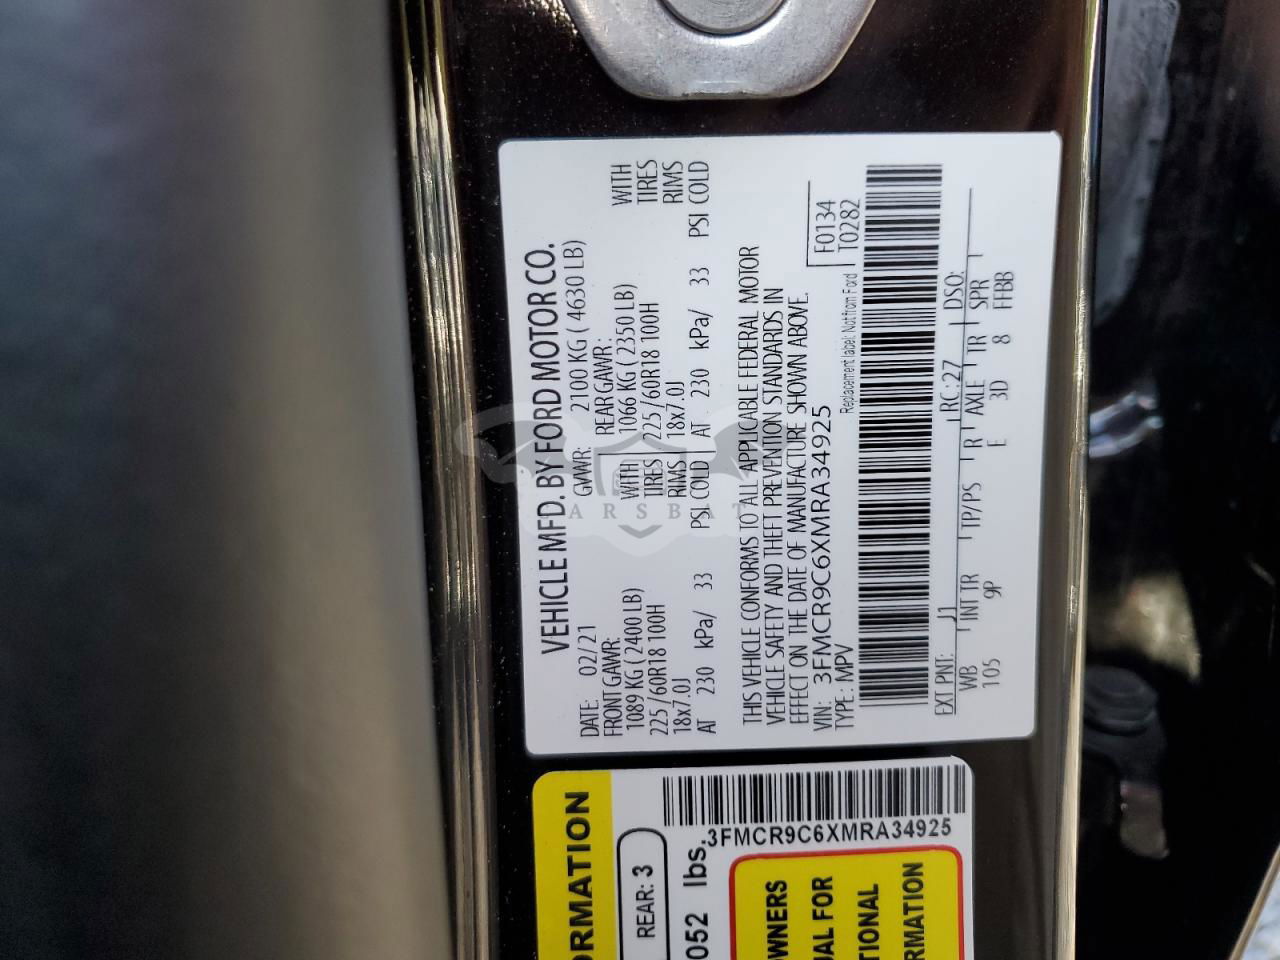 VEHICLE MFD. BY FORD MOTOR CO.
DATE: 02/21 GVWR: 2100 KG ( 4630 LB)
FRONT GAWR: REAR GAWR:
1089 KG ( 2400 LB) WITH 1066 KG ( 2350 LB) WITH
225 /60R18 100H TIRES 225 /60R18 100H TIRES
18x7.0J RIMS 18x7.0J RIMS
AT 230 kPa/ 33 PSI COLD AT 230 kPa/ 33 PSI COLD
THIS VEHICLE CONFORMS TO ALL APPLICABLE FEDERAL MOTOR
VEHICLE SAFETY AND THEFT PREVENTION STANDARDS IN
EFFECT ON THE DATE OF MANUFACTURE SHOWN ABOVE.
VIN: 3FMCR9C6XMRA34925
TYPE: MPV
Replacement label: Not from Ford
F0134
T0282
EXT PNT: J1 RC: 27 DSO:
WB INT TR TP/PS R AXLE TR SPR
105 9P E 3D 8 FFBB
ARSBAT
ORMATION
REAR: 3
052 lbs.
3FMCR9C6XMRA34925
OWNERS
UAL FOR
TIONAL
RMATION